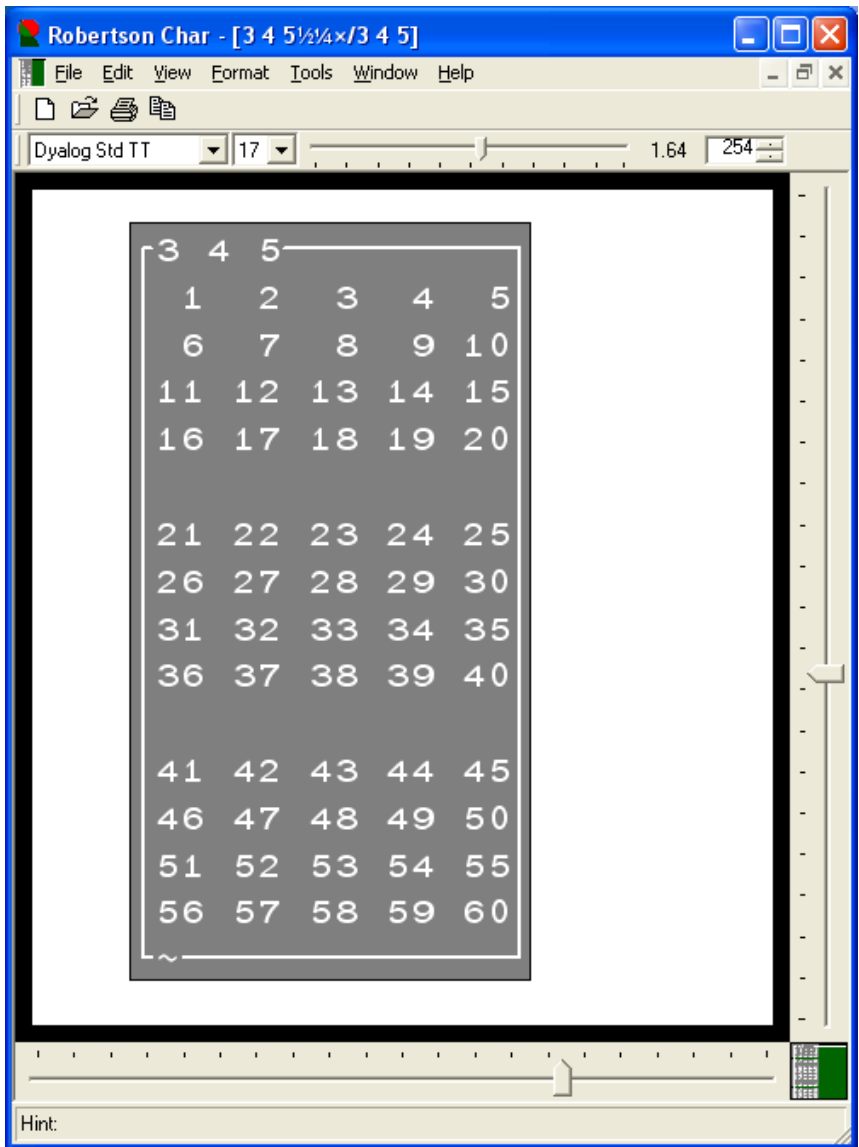 Robertson Char - [3 4 5½¼×/3 4 5]
File Edit View Format Tools Window Help
Dyalog Std TT 17 1.64 254
3 4 5
1 2 3 4 5
6 7 8 9 10
11 12 13 14 15
16 17 18 19 20
21 22 23 24 25
26 27 28 29 30
31 32 33 34 35
36 37 38 39 40
41 42 43 44 45
46 47 48 49 50
51 52 53 54 55
56 57 58 59 60
~
Hint: